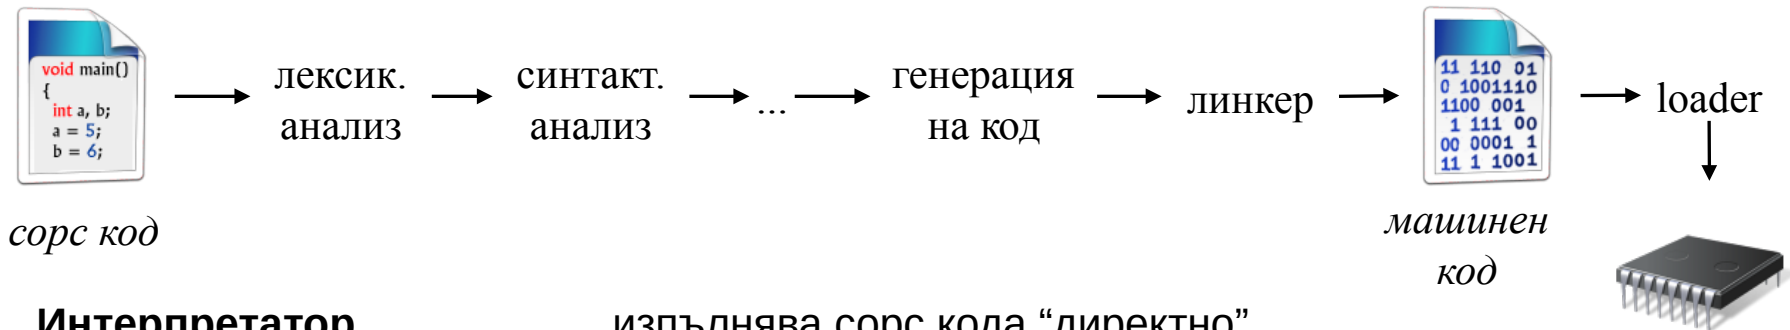 void main()
{
int a, b;
a = 5;
b = 6;
сорс код
лексик.
анализ
синтакт.
анализ
...
генерация
на код
линкер
11 110 01
0 1001110
1100 001
1 111 00
00 0001 1
11 1 1001
машинен
код
loader
Интерпретатор изпълнява сорс кода “директно”